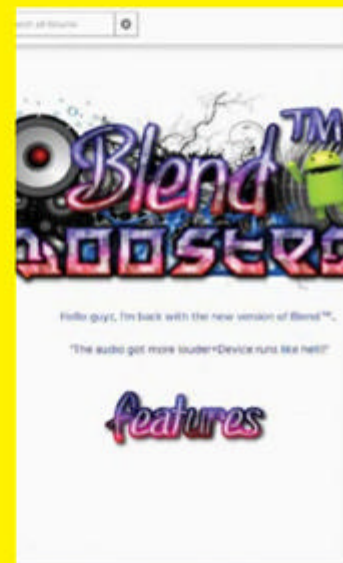 Blend™
Hello guyz, I'm back with the new version of Blend™..
"The audio got more louder+Device runs like hell!"
features